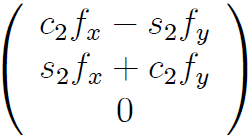 c₂fₓ − s₂f_y
s₂fₓ + c₂f_y
0